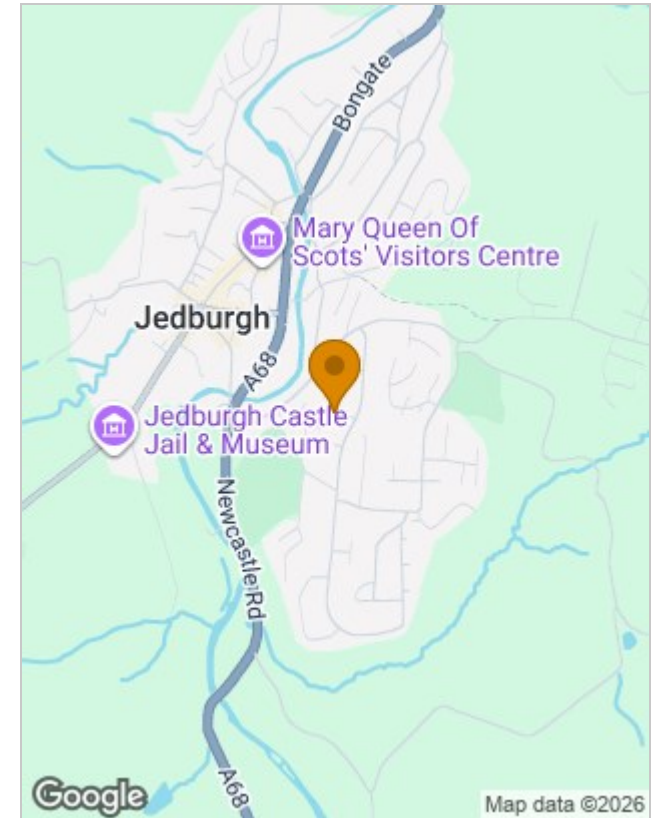 Bongate
Mary Queen Of
Scots' Visitors Centre
Jedburgh
A68
Jedburgh Castle
Jail & Museum
Newcastle Rd
A68
Google
Map data ©2026